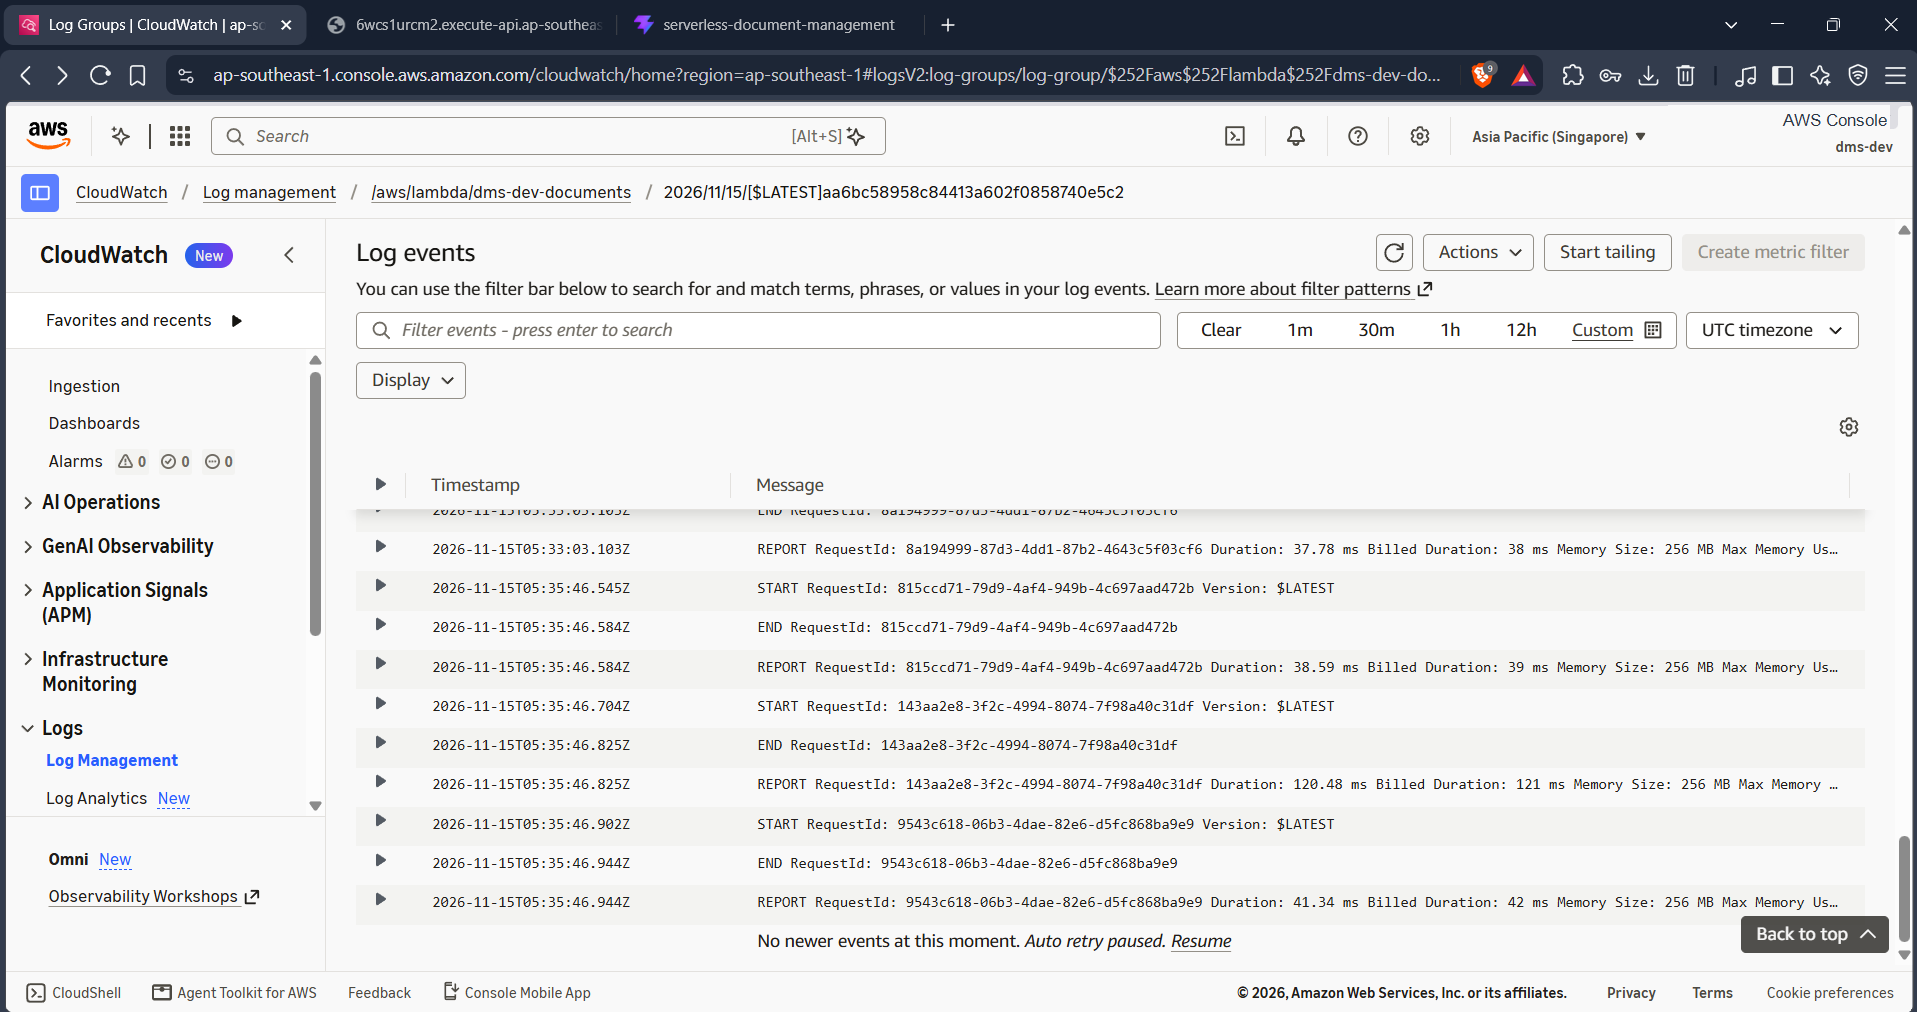 Log Groups | CloudWatch | ap-sc
6wcs1urcm2.execute-api.ap-southeas
serverless-document-management
ap-southeast-1.console.aws.amazon.com/cloudwatch/home?region=ap-southeast-1#logsV2:log-groups/log-group/$252Faws$252Flambda$252Fdms-dev-do...
9
aws
Search
[Alt+S]
Asia Pacific (Singapore)
AWS Console
dms-dev
CloudWatch / Log management / /aws/lambda/dms-dev-documents / 2026/11/15/[$LATEST]aa6bc58958c84413a602f0858740e5c2
CloudWatch New
Favorites and recents
Ingestion
Dashboards
Alarms 0 0 0
AI Operations
GenAI Observability
Application Signals
(APM)
Infrastructure
Monitoring
Logs
Log Management
Log Analytics New
Omni New
Observability Workshops
Log events
Actions
Start tailing
Create metric filter
You can use the filter bar below to search for and match terms, phrases, or values in your log events. Learn more about filter patterns
Filter events - press enter to search
Clear 1m 30m 1h 12h Custom
UTC timezone
Display
Timestamp Message
2026-11-15T05:33:03.103Z END RequestId: 8a194999-87d3-4dd1-87b2-4643c5f03cf6
2026-11-15T05:33:03.103Z REPORT RequestId: 8a194999-87d3-4dd1-87b2-4643c5f03cf6 Duration: 37.78 ms Billed Duration: 38 ms Memory Size: 256 MB Max Memory Us…
2026-11-15T05:35:46.545Z START RequestId: 815ccd71-79d9-4af4-949b-4c697aad472b Version: $LATEST
2026-11-15T05:35:46.584Z END RequestId: 815ccd71-79d9-4af4-949b-4c697aad472b
2026-11-15T05:35:46.584Z REPORT RequestId: 815ccd71-79d9-4af4-949b-4c697aad472b Duration: 38.59 ms Billed Duration: 39 ms Memory Size: 256 MB Max Memory Us…
2026-11-15T05:35:46.704Z START RequestId: 143aa2e8-3f2c-4994-8074-7f98a40c31df Version: $LATEST
2026-11-15T05:35:46.825Z END RequestId: 143aa2e8-3f2c-4994-8074-7f98a40c31df
2026-11-15T05:35:46.825Z REPORT RequestId: 143aa2e8-3f2c-4994-8074-7f98a40c31df Duration: 120.48 ms Billed Duration: 121 ms Memory Size: 256 MB Max Memory …
2026-11-15T05:35:46.902Z START RequestId: 9543c618-06b3-4dae-82e6-d5fc868ba9e9 Version: $LATEST
2026-11-15T05:35:46.944Z END RequestId: 9543c618-06b3-4dae-82e6-d5fc868ba9e9
2026-11-15T05:35:46.944Z REPORT RequestId: 9543c618-06b3-4dae-82e6-d5fc868ba9e9 Duration: 41.34 ms Billed Duration: 42 ms Memory Size: 256 MB Max Memory Us…
No newer events at this moment. Auto retry paused. Resume
Back to top
CloudShell
Agent Toolkit for AWS
Feedback
Console Mobile App
© 2026, Amazon Web Services, Inc. or its affiliates.
Privacy
Terms
Cookie preferences